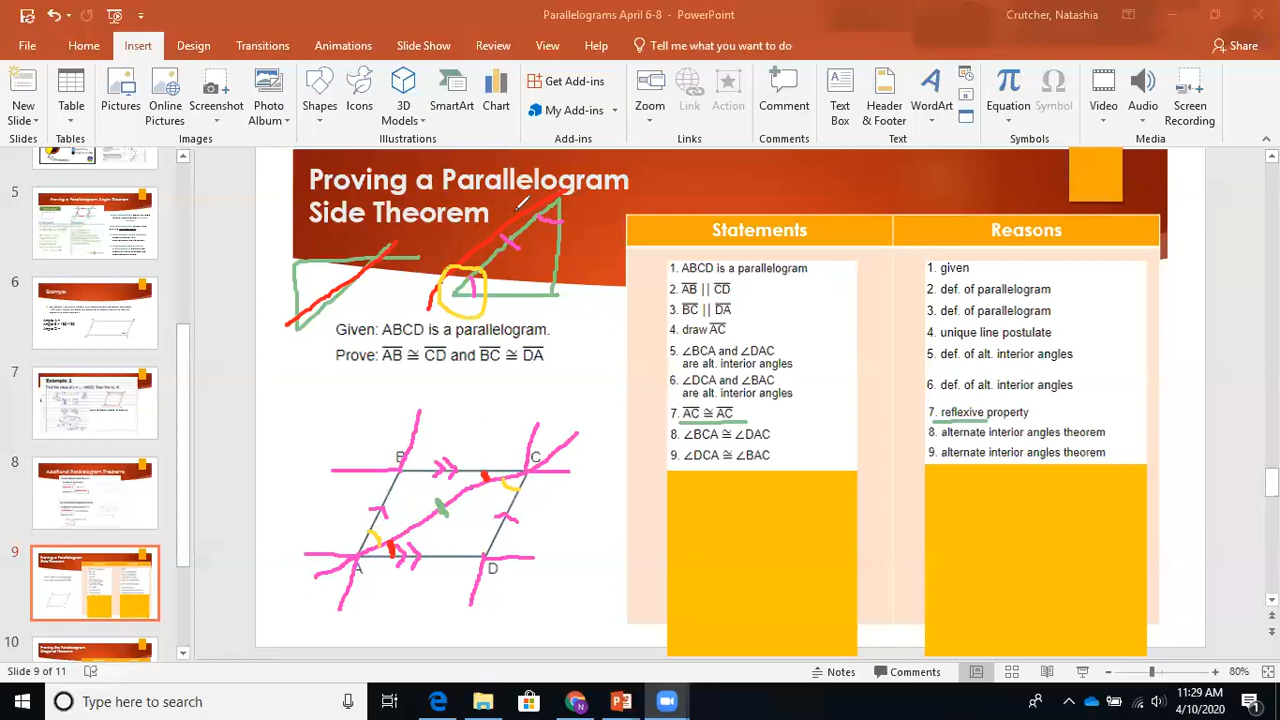 Parallelograms April 6-8 - PowerPoint
Crutcher, Natashia
File Home Insert Design Transitions Animations Slide Show Review View Help Tell me what you want to do Share
New Slide
Table
Pictures
Online Pictures
Screenshot
Photo Album
Shapes
Icons
3D Models
SmartArt
Chart
Get Add-ins
My Add-ins
Zoom
Link
Action
Comment
Text Box
Header & Footer
WordArt
Equation
Symbol
Video
Audio
Screen Recording
Slides
Tables
Images
Illustrations
Add-ins
Links
Comments
Text
Symbols
Media
5
6
7
8
9
10
Proving a Parallelogram
Side Theorem
Given: ABCD is a parallelogram.
Prove: AB ≅ CD and BC ≅ DA
B
C
A
D
Statements
1. ABCD is a parallelogram
2. AB || CD
3. BC || DA
4. draw AC
5. ∠BCA and ∠DAC
are alt. interior angles
6. ∠DCA and ∠BAC
are alt. interior angles
7. AC ≅ AC
8. ∠BCA ≅ ∠DAC
9. ∠DCA ≅ ∠BAC
Reasons
1. given
2. def. of parallelogram
3. def. of parallelogram
4. unique line postulate
5. def. of alt. interior angles
6. def. of alt. interior angles
7. reflexive property
8. alternate interior angles theorem
9. alternate interior angles theorem
Slide 9 of 11
Notes
Comments
80%
Type here to search
11:29 AM
4/10/2020